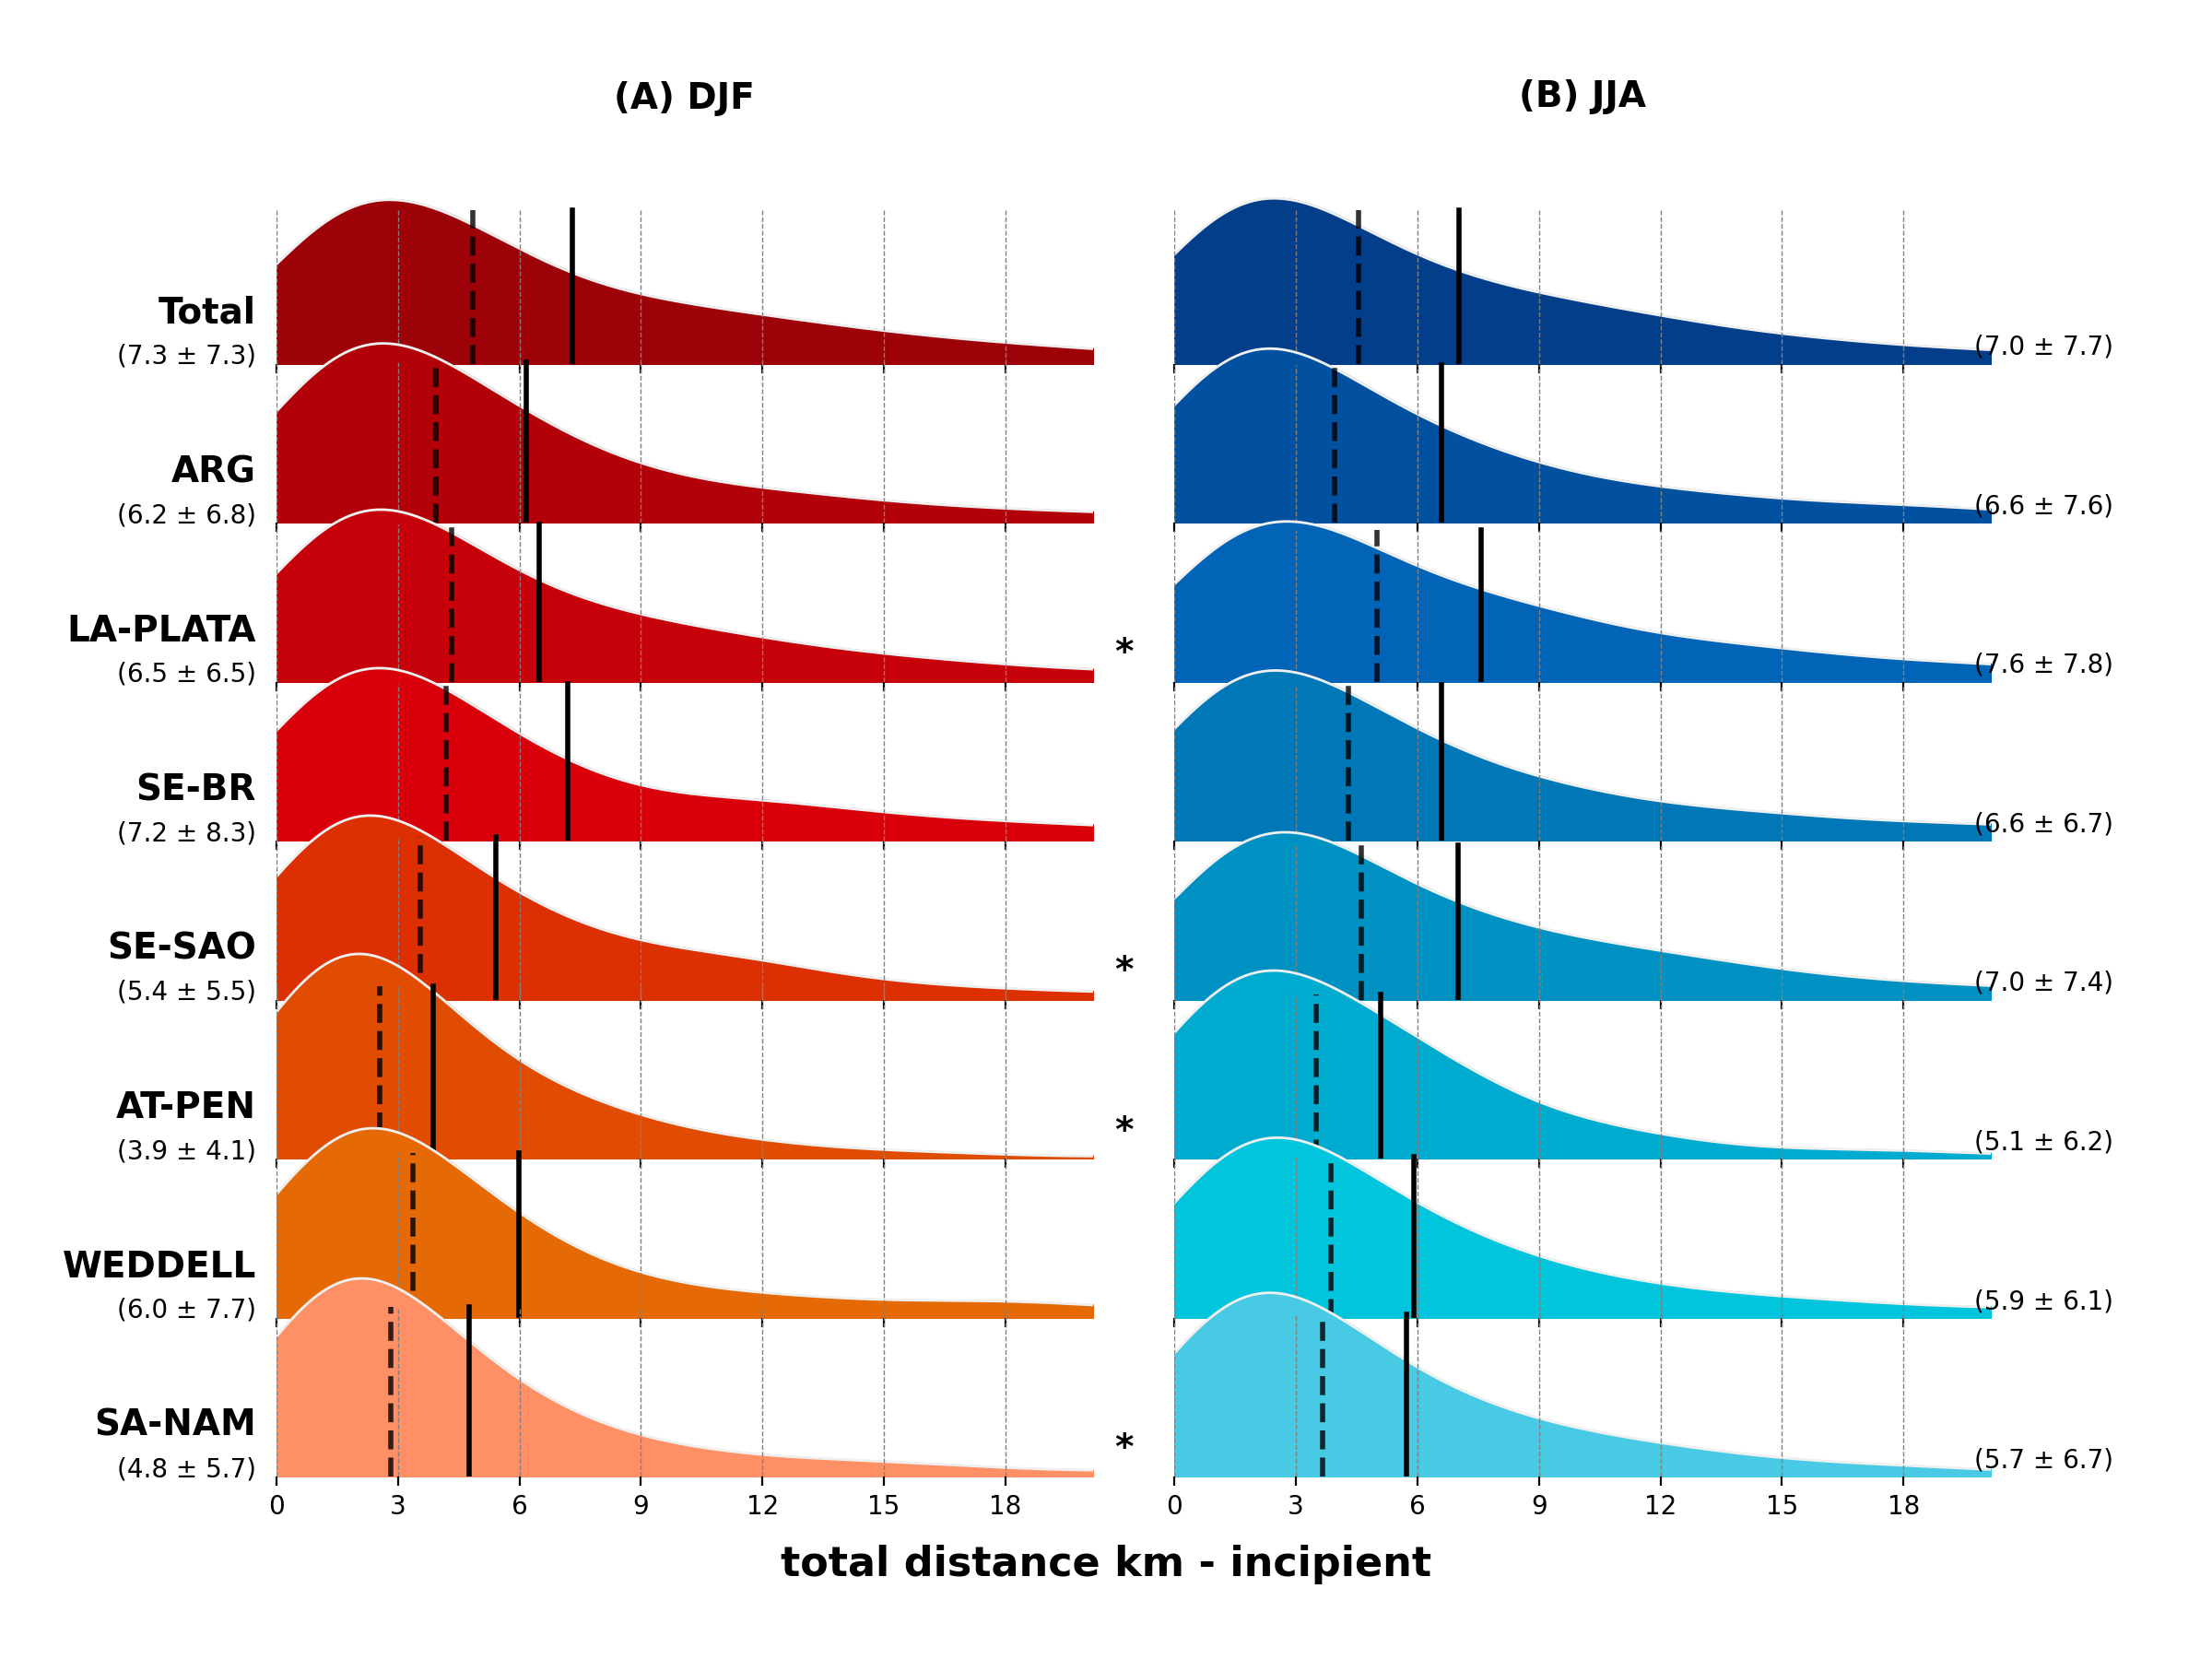 (A) DJF
(B) JJA
Total
(7.3 ± 7.3)
(7.0 ± 7.7)
ARG
(6.2 ± 6.8)
(6.6 ± 7.6)
LA-PLATA
(6.5 ± 6.5)
*
(7.6 ± 7.8)
SE-BR
(7.2 ± 8.3)
(6.6 ± 6.7)
SE-SAO
(5.4 ± 5.5)
*
(7.0 ± 7.4)
AT-PEN
(3.9 ± 4.1)
*
(5.1 ± 6.2)
WEDDELL
(6.0 ± 7.7)
(5.9 ± 6.1)
SA-NAM
(4.8 ± 5.7)
*
(5.7 ± 6.7)
0 3 6 9 12 15 18
0 3 6 9 12 15 18
total distance km - incipient